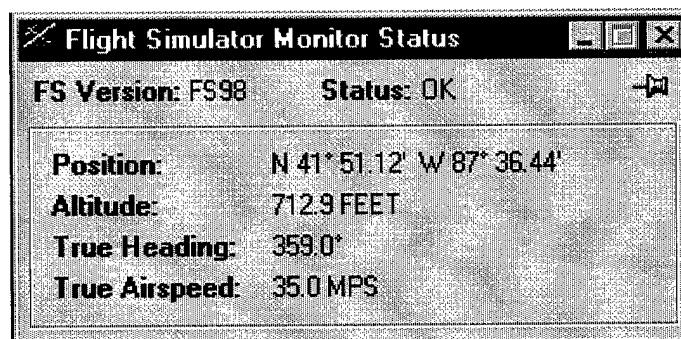 Flight Simulator Monitor Status
FS Version: FS98 Status: OK
Position: N 41° 51.12' W 87° 36.44'
Altitude: 712.9 FEET
True Heading: 359.0°
True Airspeed: 35.0 MPS